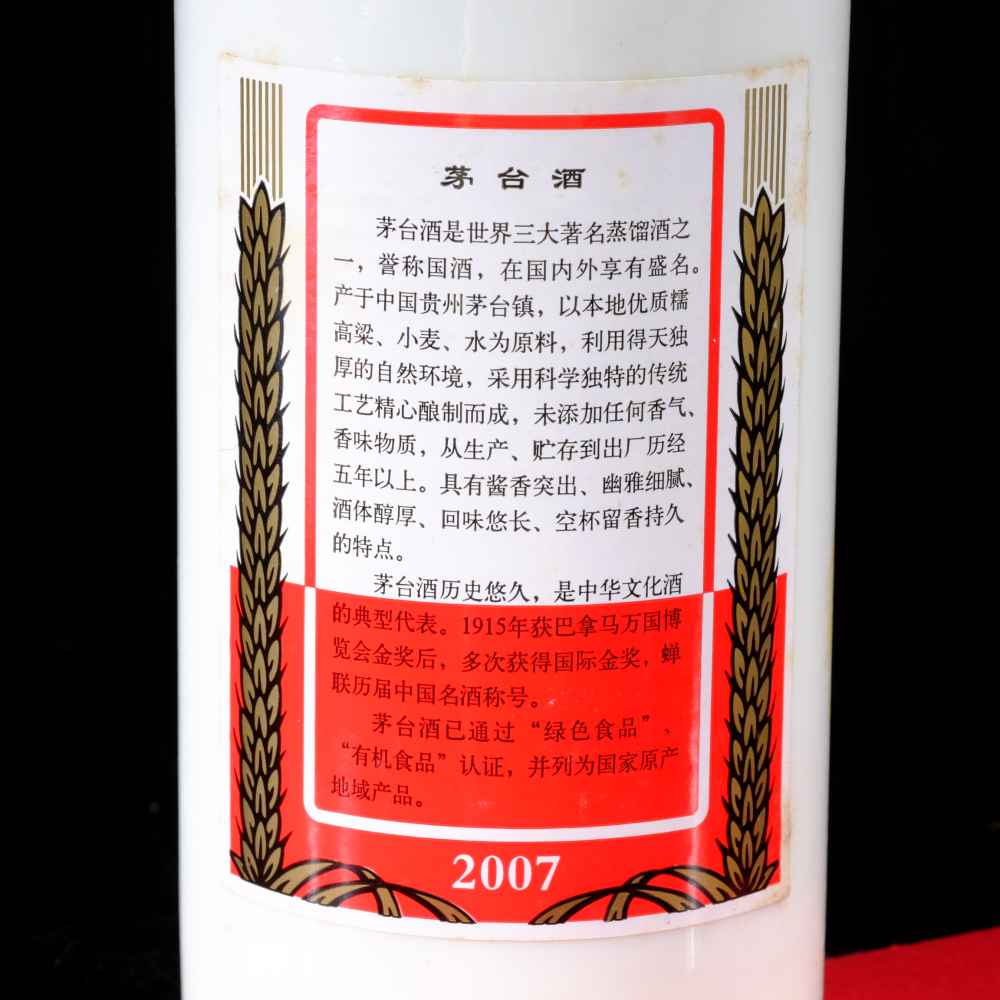 茅台酒
茅台酒是世界三大著名蒸馏酒之
一，誉称国酒，在国内外享有盛名。
产于中国贵州茅台镇，以本地优质糯
高粱、小麦、水为原料，利用得天独
厚的自然环境，采用科学独特的传统
工艺精心酿制而成，未添加任何香气、
香味物质，从生产、贮存到出厂历经
五年以上。具有酱香突出、幽雅细腻、
酒体醇厚、回味悠长、空杯留香持久
的特点。
茅台酒历史悠久，是中华文化酒
的典型代表。1915年获巴拿马万国博
览会金奖后，多次获得国际金奖，蝉
联历届中国名酒称号。
茅台酒已通过“绿色食品”、
“有机食品”认证，并列为国家原产
地域产品。
2007